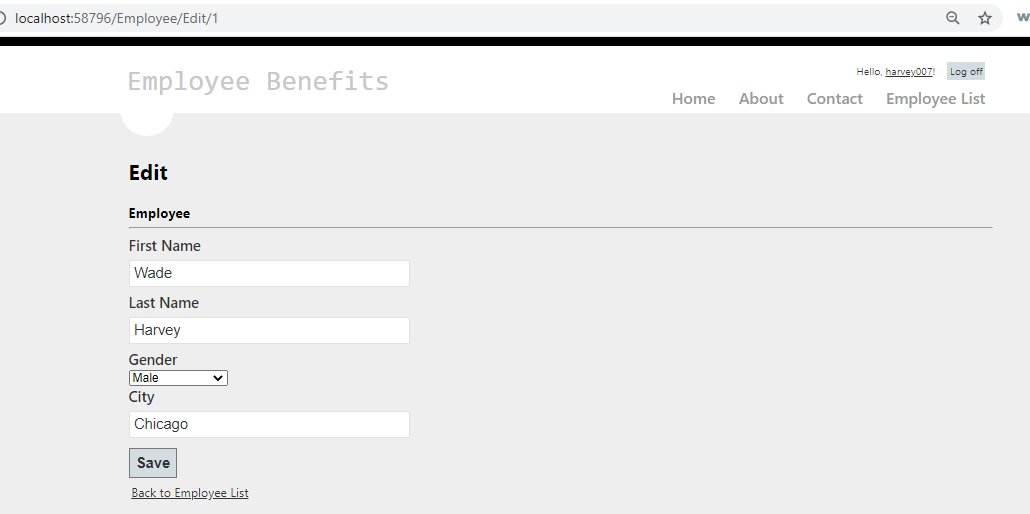 localhost:58796/Employee/Edit/1
Employee Benefits
Hello, harvey007! Log off
Home About Contact Employee List
Edit
Employee
First Name
Wade
Last Name
Harvey
Gender
Male
City
Chicago
Save
Back to Employee List